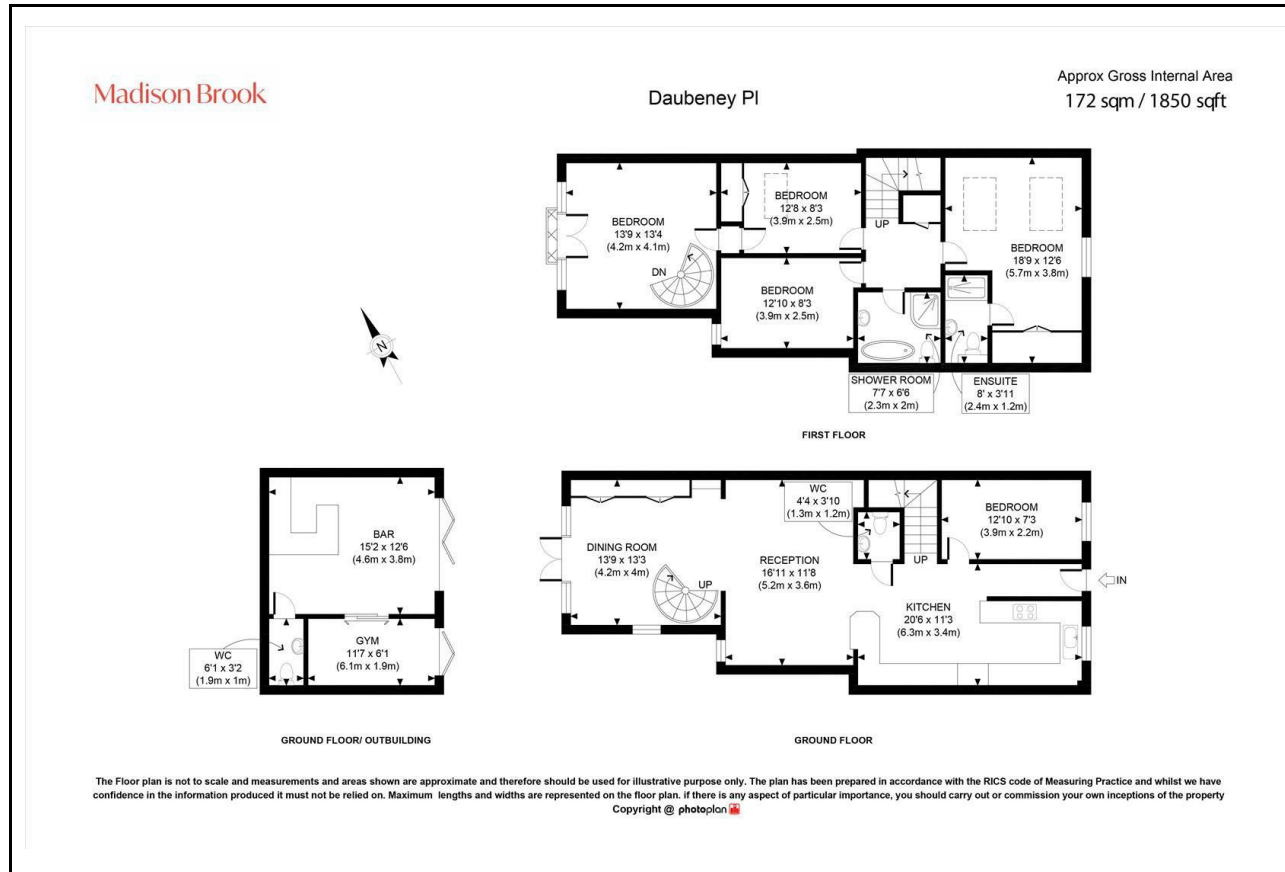 Madison Brook
Daubeney Pl
Approx Gross Internal Area
172 sqm / 1850 sqft
BEDROOM
13'9 x 13'4
(4.2m x 4.1m)
DN
BEDROOM
12'8 x 8'3
(3.9m x 2.5m)
UP
BEDROOM
12'10 x 8'3
(3.9m x 2.5m)
BEDROOM
18'9 x 12'6
(5.7m x 3.8m)
SHOWER ROOM
7'7 x 6'6
(2.3m x 2m)
ENSUITE
8' x 3'11
(2.4m x 1.2m)
FIRST FLOOR
N
BAR
15'2 x 12'6
(4.6m x 3.8m)
GYM
11'7 x 6'1
(6.1m x 1.9m)
WC
6'1 x 3'2
(1.9m x 1m)
GROUND FLOOR/ OUTBUILDING
WC
4'4 x 3'10
(1.3m x 1.2m)
DINING ROOM
13'9 x 13'3
(4.2m x 4m)
UP
RECEPTION
16'11 x 11'8
(5.2m x 3.6m)
UP
BEDROOM
12'10 x 7'3
(3.9m x 2.2m)
IN
KITCHEN
20'6 x 11'3
(6.3m x 3.4m)
GROUND FLOOR
The Floor plan is not to scale and measurements and areas shown are approximate and therefore should be used for illustrative purpose only. The plan has been prepared in accordance with the RICS code of Measuring Practice and whilst we have
confidence in the information produced it must not be relied on. Maximum lengths and widths are represented on the floor plan. if there is any aspect of particular importance, you should carry out or commission your own inceptions of the property
Copyright @ photoplan